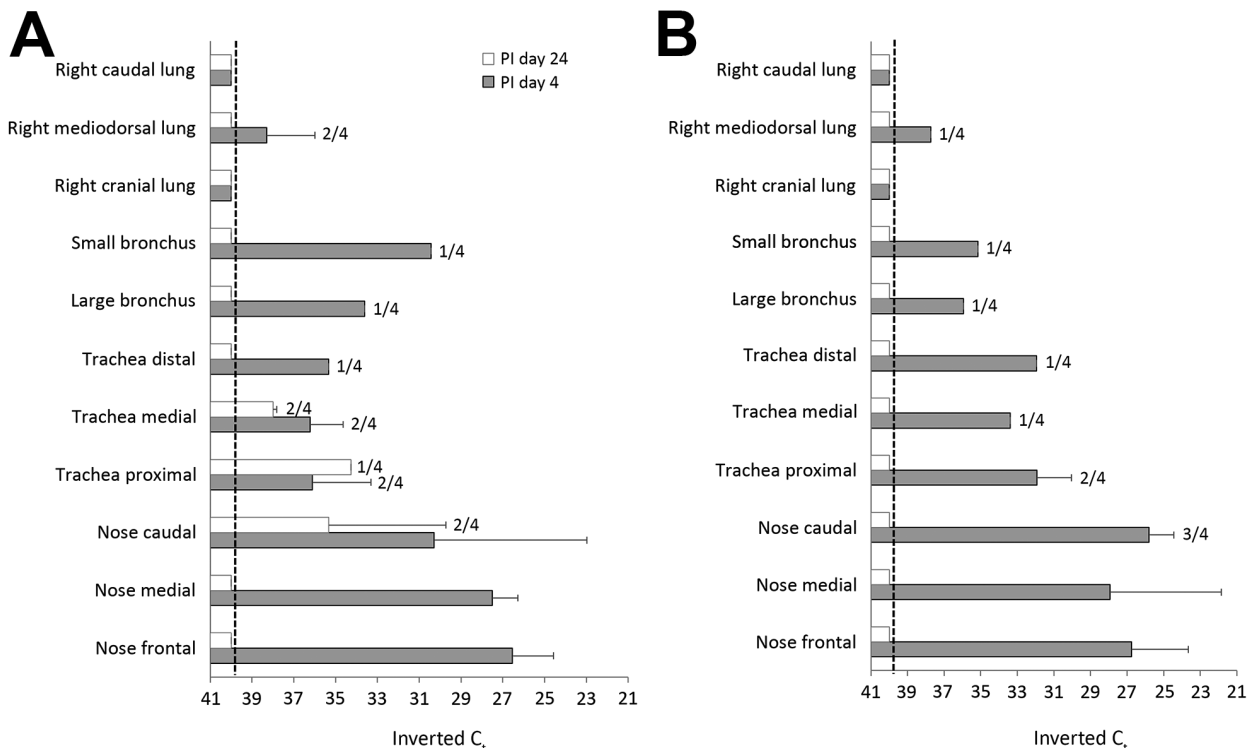 A
PI day 24
PI day 4
Right caudal lung
Right mediodorsal lung
2/4
Right cranial lung
Small bronchus
1/4
Large bronchus
1/4
Trachea distal
1/4
Trachea medial
2/4
2/4
Trachea proximal
1/4
2/4
Nose caudal
2/4
Nose medial
Nose frontal
41 39 37 35 33 31 29 27 25 23 21
Inverted Ct
B
Right caudal lung
Right mediodorsal lung
1/4
Right cranial lung
Small bronchus
1/4
Large bronchus
1/4
Trachea distal
1/4
Trachea medial
1/4
Trachea proximal
2/4
Nose caudal
3/4
Nose medial
Nose frontal
41 39 37 35 33 31 29 27 25 23 21
Inverted Ct